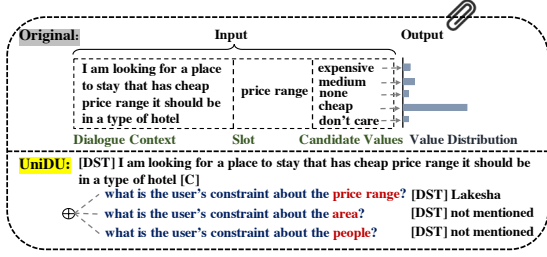 Original:
Input
Output
I am looking for a place
to stay that has cheap
price range it should be
in a type of hotel
price range
expensive
medium
none
cheap
don't care
Dialogue Context
Slot
Candidate Values
Value Distribution
UniDU: [DST] I am looking for a place to stay that has cheap price range it should be
in a type of hotel [C]
what is the user's constraint about the price range? [DST] Lakesha
what is the user's constraint about the area? [DST] not mentioned
what is the user's constraint about the people? [DST] not mentioned